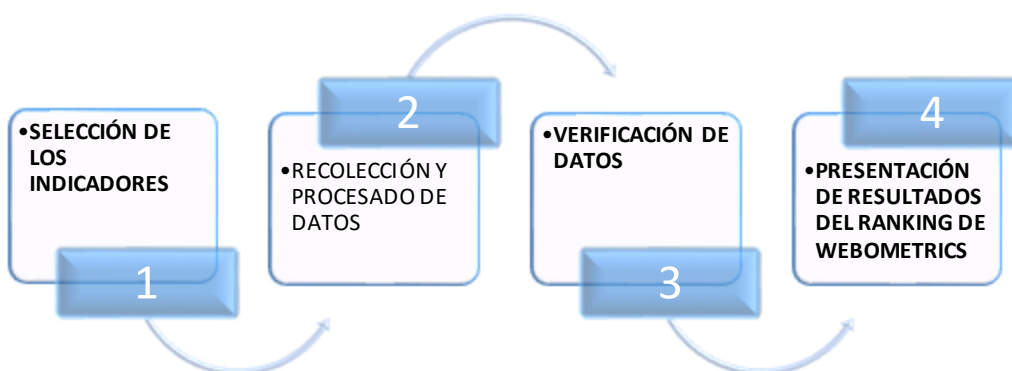 •SELECCIÓN DE
LOS
INDICADORES
1
2
•RECOLECCIÓN Y
PROCESADO DE
DATOS
•VERIFICACIÓN DE
DATOS
3
4
•PRESENTACIÓN
DE RESULTADOS
DEL RANKING DE
WEBOMETRICS